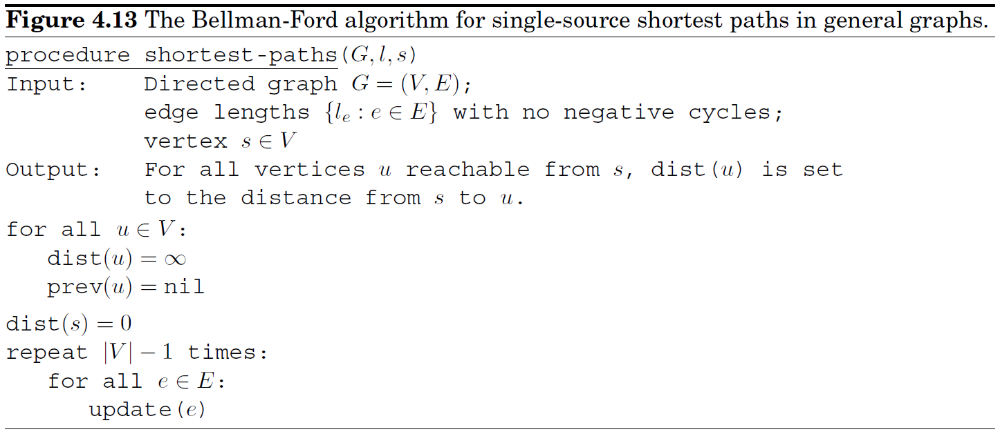 Figure 4.13 The Bellman-Ford algorithm for single-source shortest paths in general graphs.
procedure shortest-paths(G, l, s)
Input: Directed graph G = (V, E);
edge lengths {lₑ : e ∈ E} with no negative cycles;
vertex s ∈ V
Output: For all vertices u reachable from s, dist(u) is set
to the distance from s to u.
for all u ∈ V:
dist(u) = ∞
prev(u) = nil
dist(s) = 0
repeat |V| − 1 times:
for all e ∈ E:
update(e)